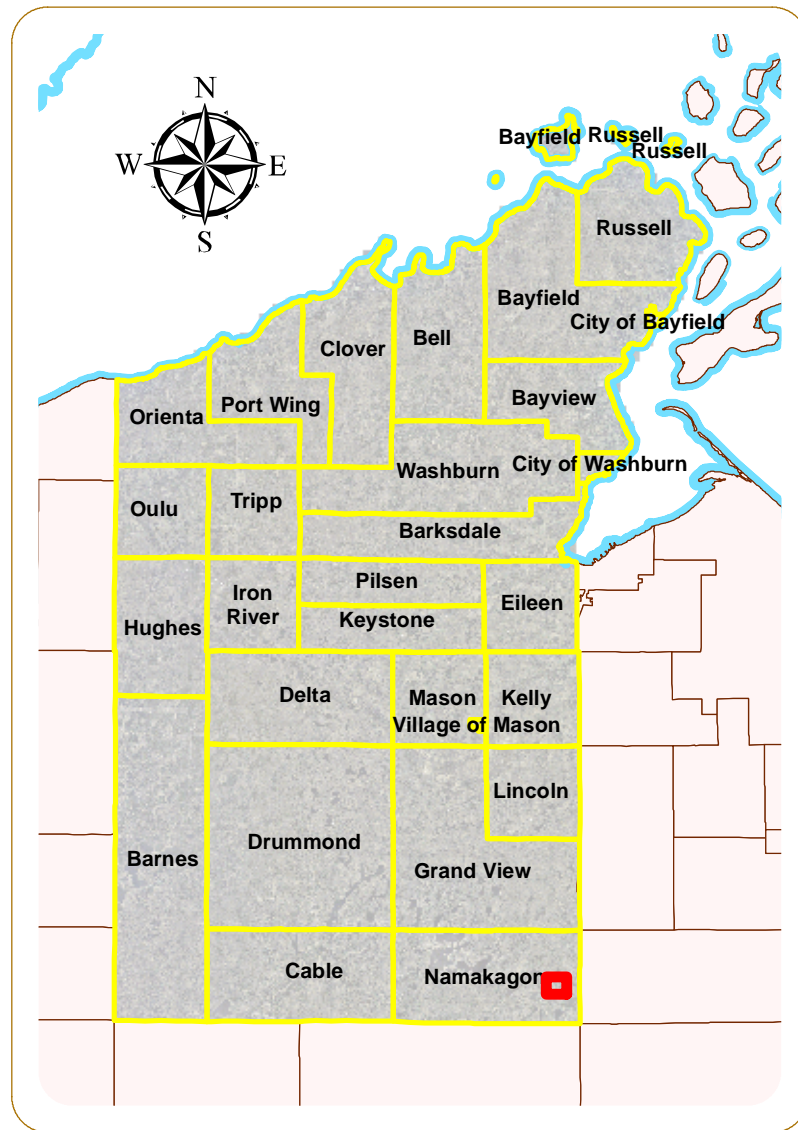 N
W E
S
Bayfield Russell
Russell
Russell
Bayfield
City of Bayfield
Clover Bell
Bayview
Orienta Port Wing
Washburn City of Washburn
Oulu Tripp
Barksdale
Pilsen
Iron
River
Eileen
Keystone
Hughes
Delta Mason Kelly
Village of Mason
Lincoln
Drummond
Barnes
Grand View
Cable Namakagon